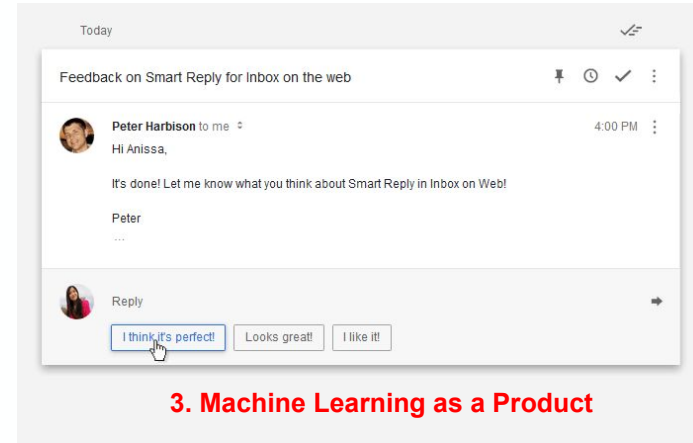 Today
Feedback on Smart Reply for Inbox on the web
Peter Harbison to me
4:00 PM
Hi Anissa,
It's done! Let me know what you think about Smart Reply in Inbox on Web!
Peter
...
Reply
I think it's perfect!
Looks great!
I like it!
3. Machine Learning as a Product